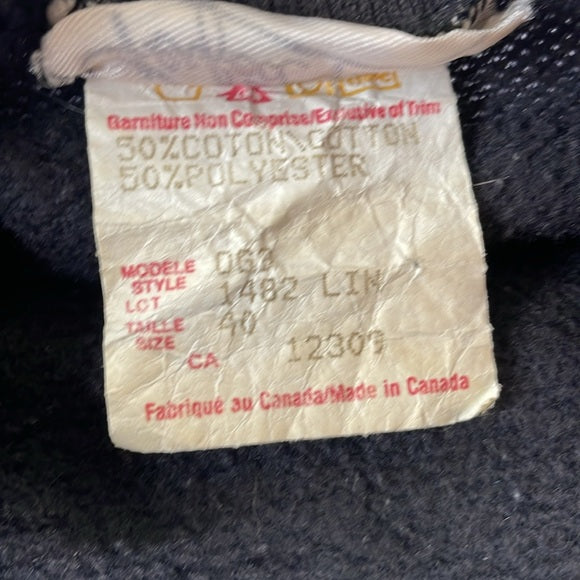 Garniture Non Comprise/Exclusive of Trim
50%COTON\COTTON
50%POLYESTER
MODÈLE
STYLE
LOT 1482 LIN
TAILLE
SIZE 40
CA 12309
Fabriqué au Canada/Made in Canada